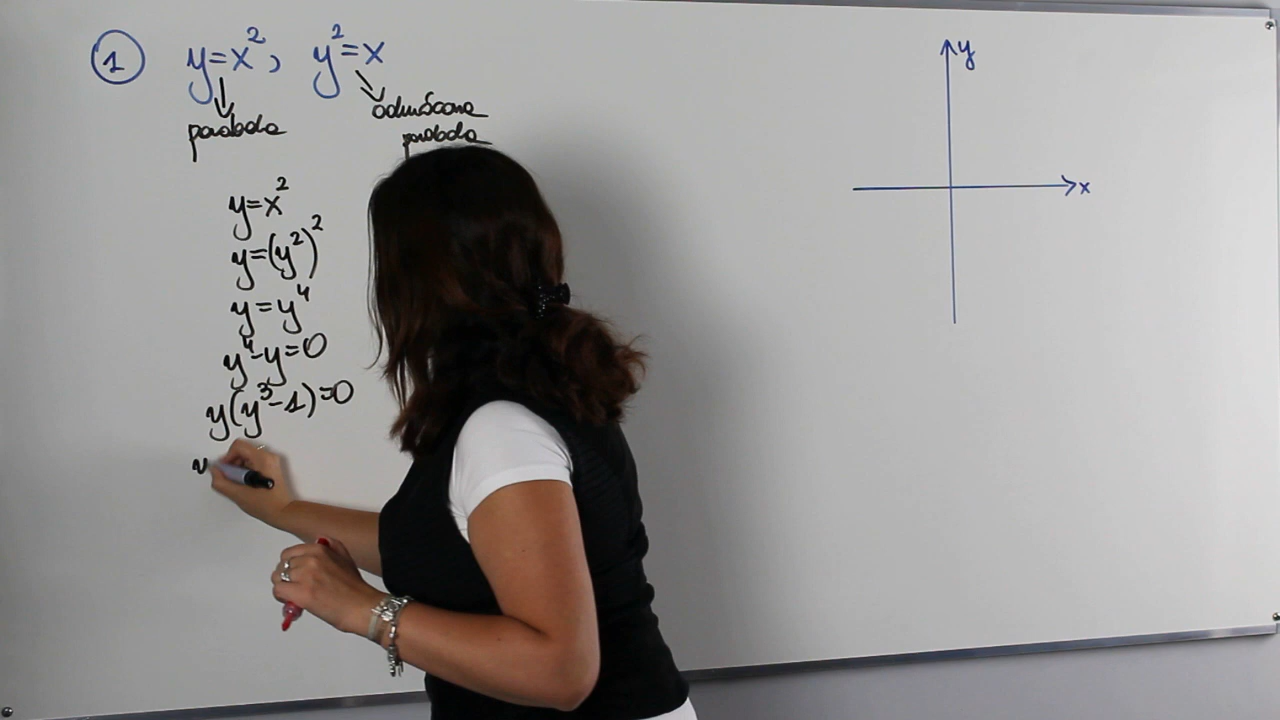 1 y=x², y²=x
parabola
odwrócona
parabola
y=x²
y=(y²)²
y=y⁴
y⁴-y=0
y(y³-1)=0
y
y
x